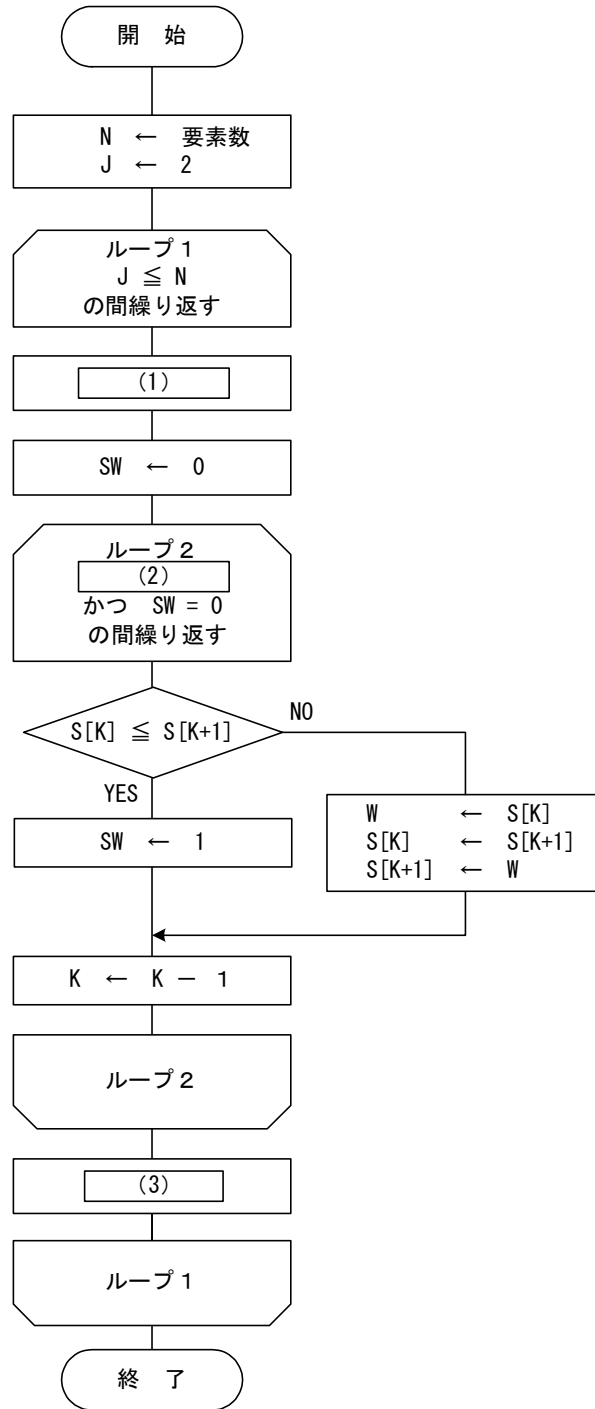 開 始
N ← 要素数
J ← 2
ループ1
J ≦ N
の間繰り返す
(1)
SW ← 0
ループ2
(2)
かつ SW = 0
の間繰り返す
S[K] ≦ S[K+1]
NO
YES
W ← S[K]
S[K] ← S[K+1]
S[K+1] ← W
SW ← 1
K ← K － 1
ループ2
(3)
ループ1
終 了